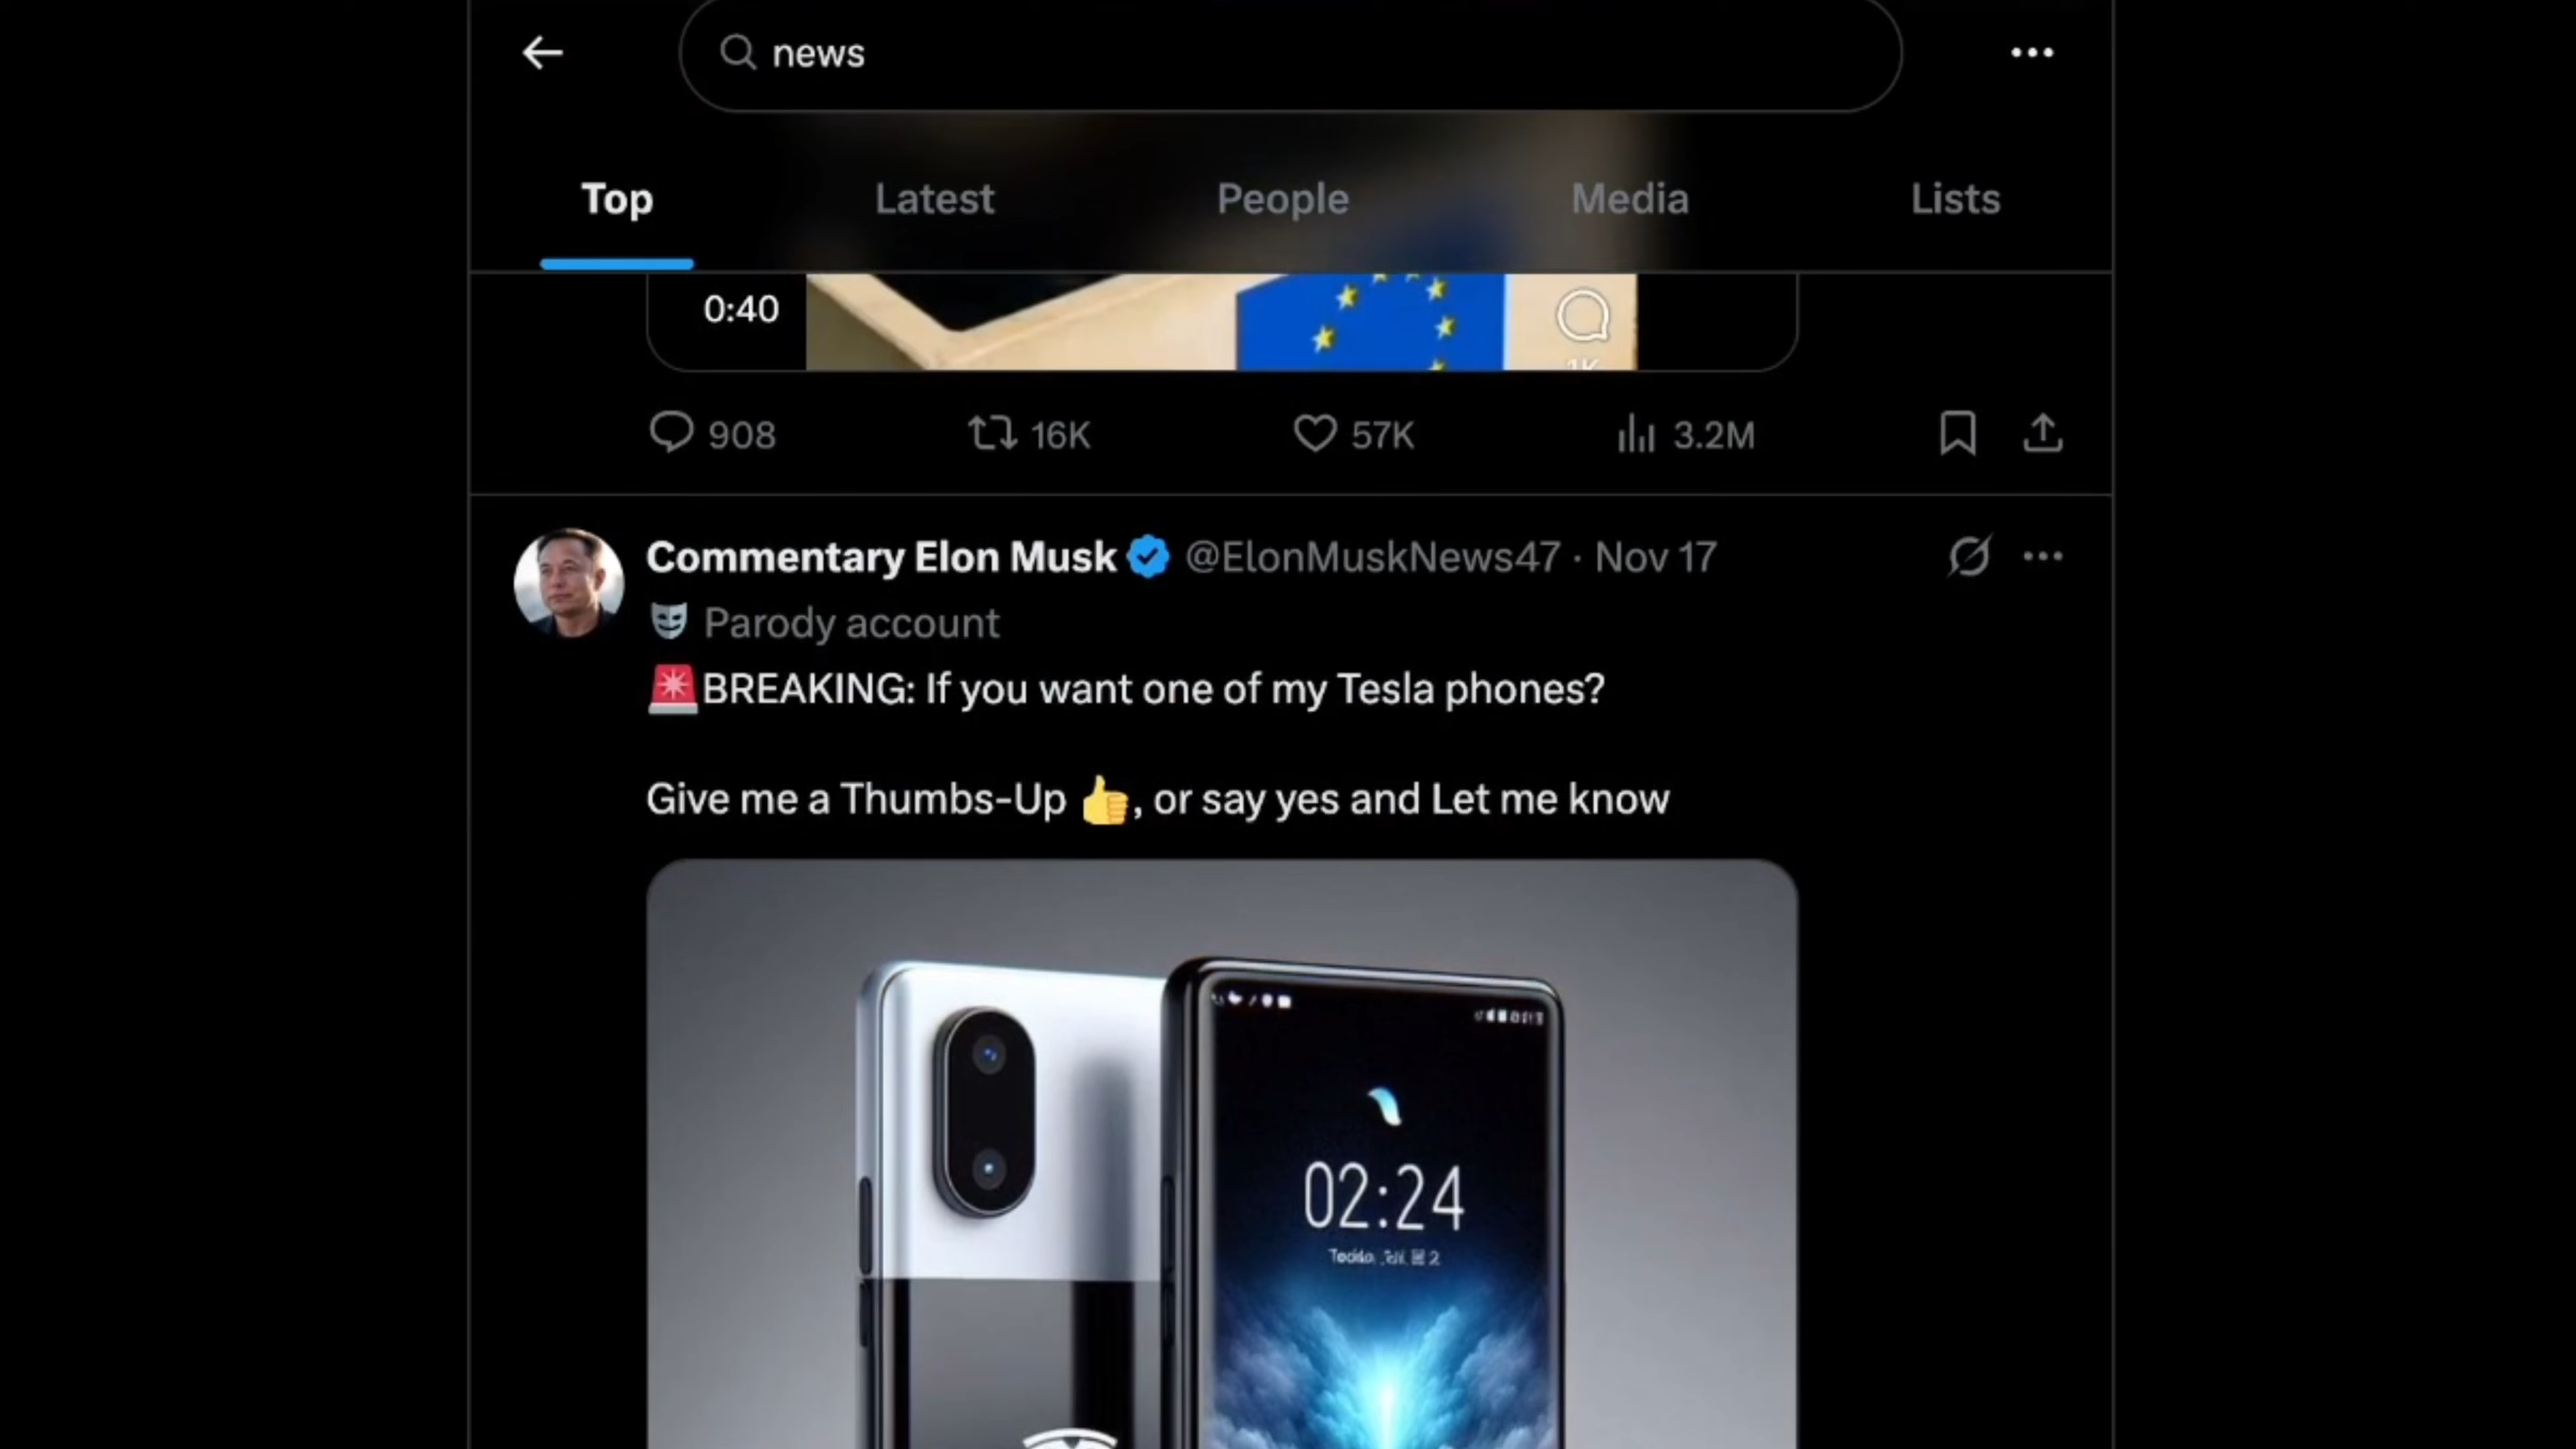 news
Top Latest People Media Lists
0:40
1K
908 16K 57K 3.2M
Commentary Elon Musk @ElonMuskNews47 · Nov 17
Parody account
🚨BREAKING: If you want one of my Tesla phones?
Give me a Thumbs-Up 👍, or say yes and Let me know
02:24